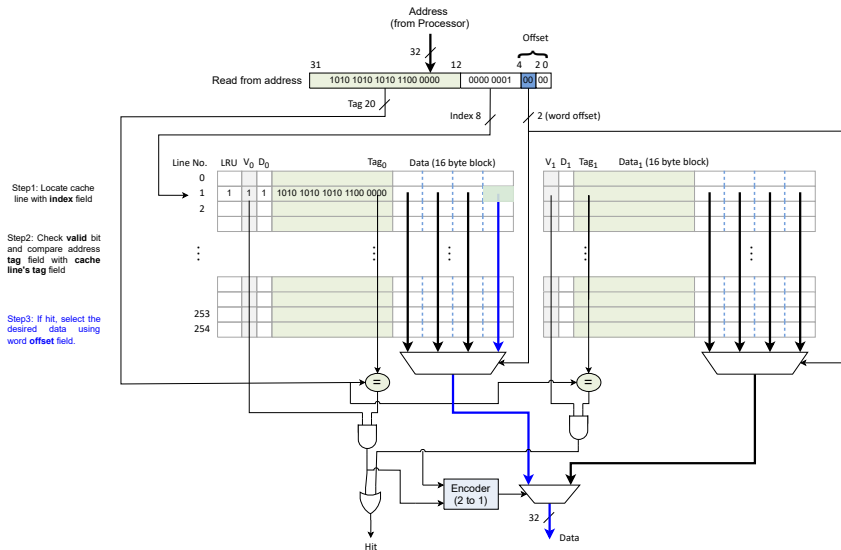 Address
(from Processor)
32
Offset
31
12
4
2 0
Read from address
1010 1010 1010 1100 0000
0000 0001
00
00
Tag 20
Index 8
2 (word offset)
Line No.
LRU
V0
D0
Tag0
Data (16 byte block)
V1
D1
Tag1
Data1 (16 byte block)
0
1
1
1
1
1010 1010 1010 1100 0000
2
253
254
Step1: Locate cache
line with index field
Step2: Check valid bit
and compare address
tag field with cache
line's tag field
Step3: If hit, select the
desired data using
word offset field.
=
=
Encoder
(2 to 1)
32
Hit
Data